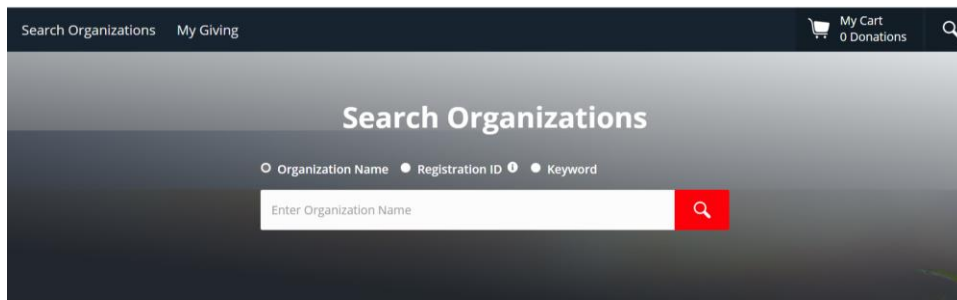 Search Organizations My Giving
My Cart
0 Donations
Search Organizations
Organization Name Registration ID Keyword
Enter Organization Name